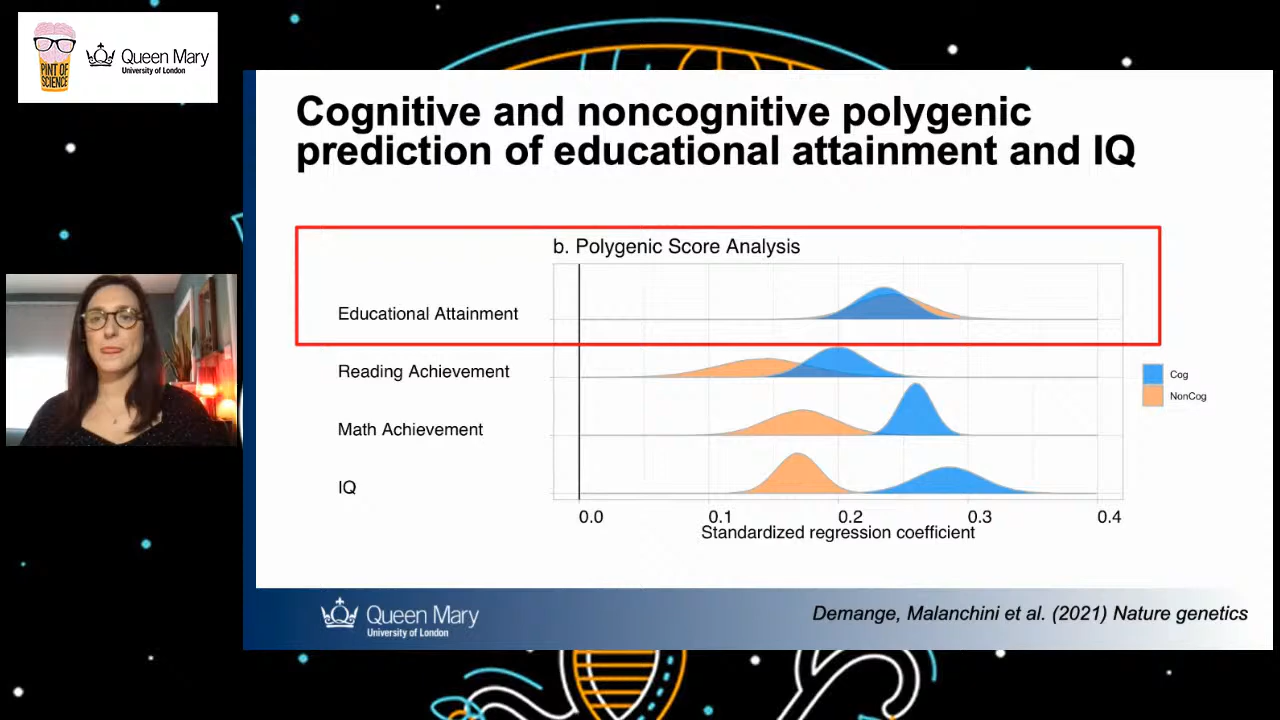 PINT OF
SCIENCE
Queen Mary
University of London
Cognitive and noncognitive polygenic
prediction of educational attainment and IQ
b. Polygenic Score Analysis
Educational Attainment
Reading Achievement
Math Achievement
IQ
Cog
NonCog
0.0 0.1 0.2 0.3 0.4
Standardized regression coefficient
Queen Mary
University of London
Demange, Malanchini et al. (2021) Nature genetics